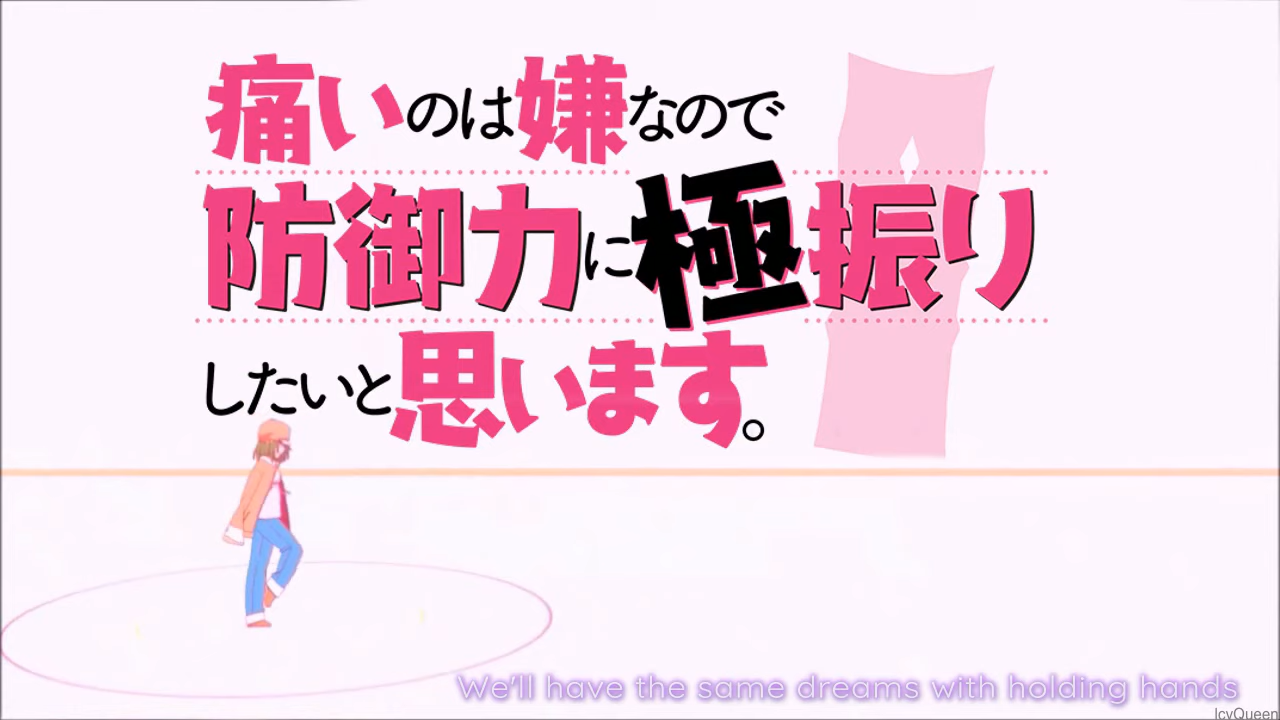 痛いのは嫌なので
防御力に極振り
したいと思います。
We'll have the same dreams with holding hands
IcyQueen